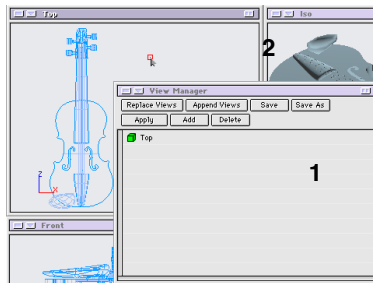 Top
Iso
2
View Manager
Replace Views Append Views Save Save As
Apply Add Delete
Top
1
Z
X
Front